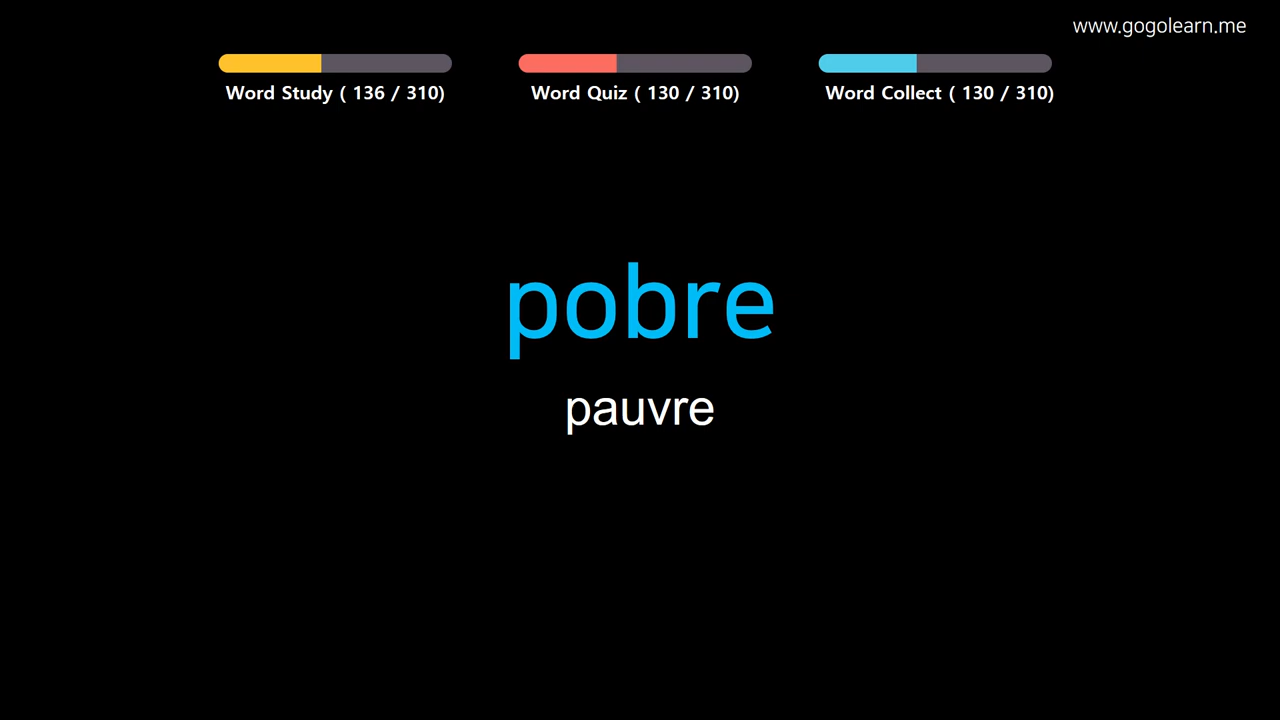 www.gogolearn.me
Word Study ( 136 / 310)
Word Quiz ( 130 / 310)
Word Collect ( 130 / 310)
pobre
pauvre